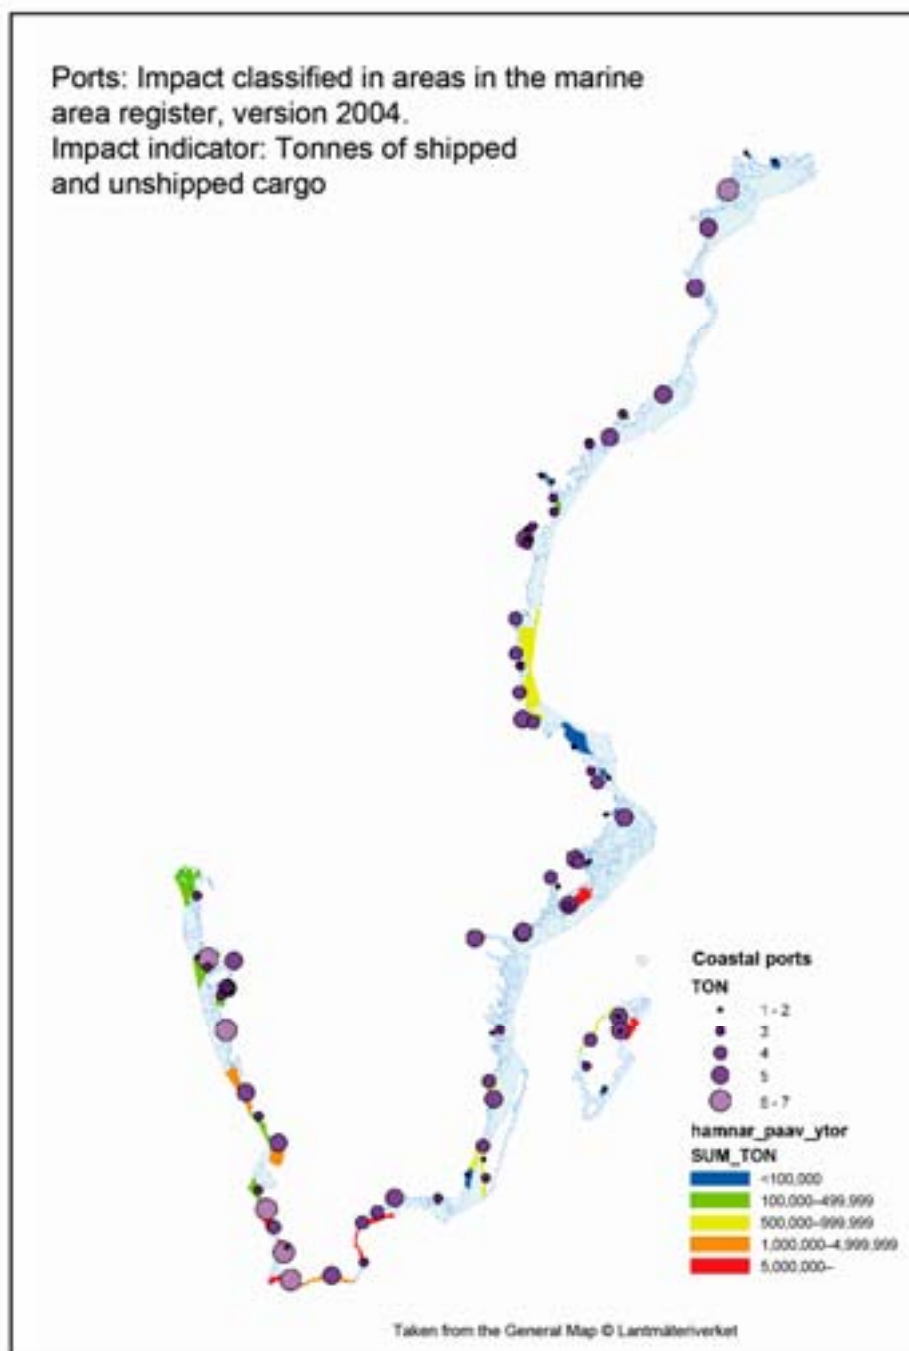 Ports: Impact classified in areas in the marine
area register, version 2004.
Impact indicator: Tonnes of shipped
and unshipped cargo
Coastal ports
TON
1 - 2
3
4
5
6 - 7
hamnar_paav_ytor
SUM_TON
<100,000
100,000–499,999
500,000–999,999
1,000,000–4,999,999
5,000,000–
Taken from the General Map © Lantmäteriverket